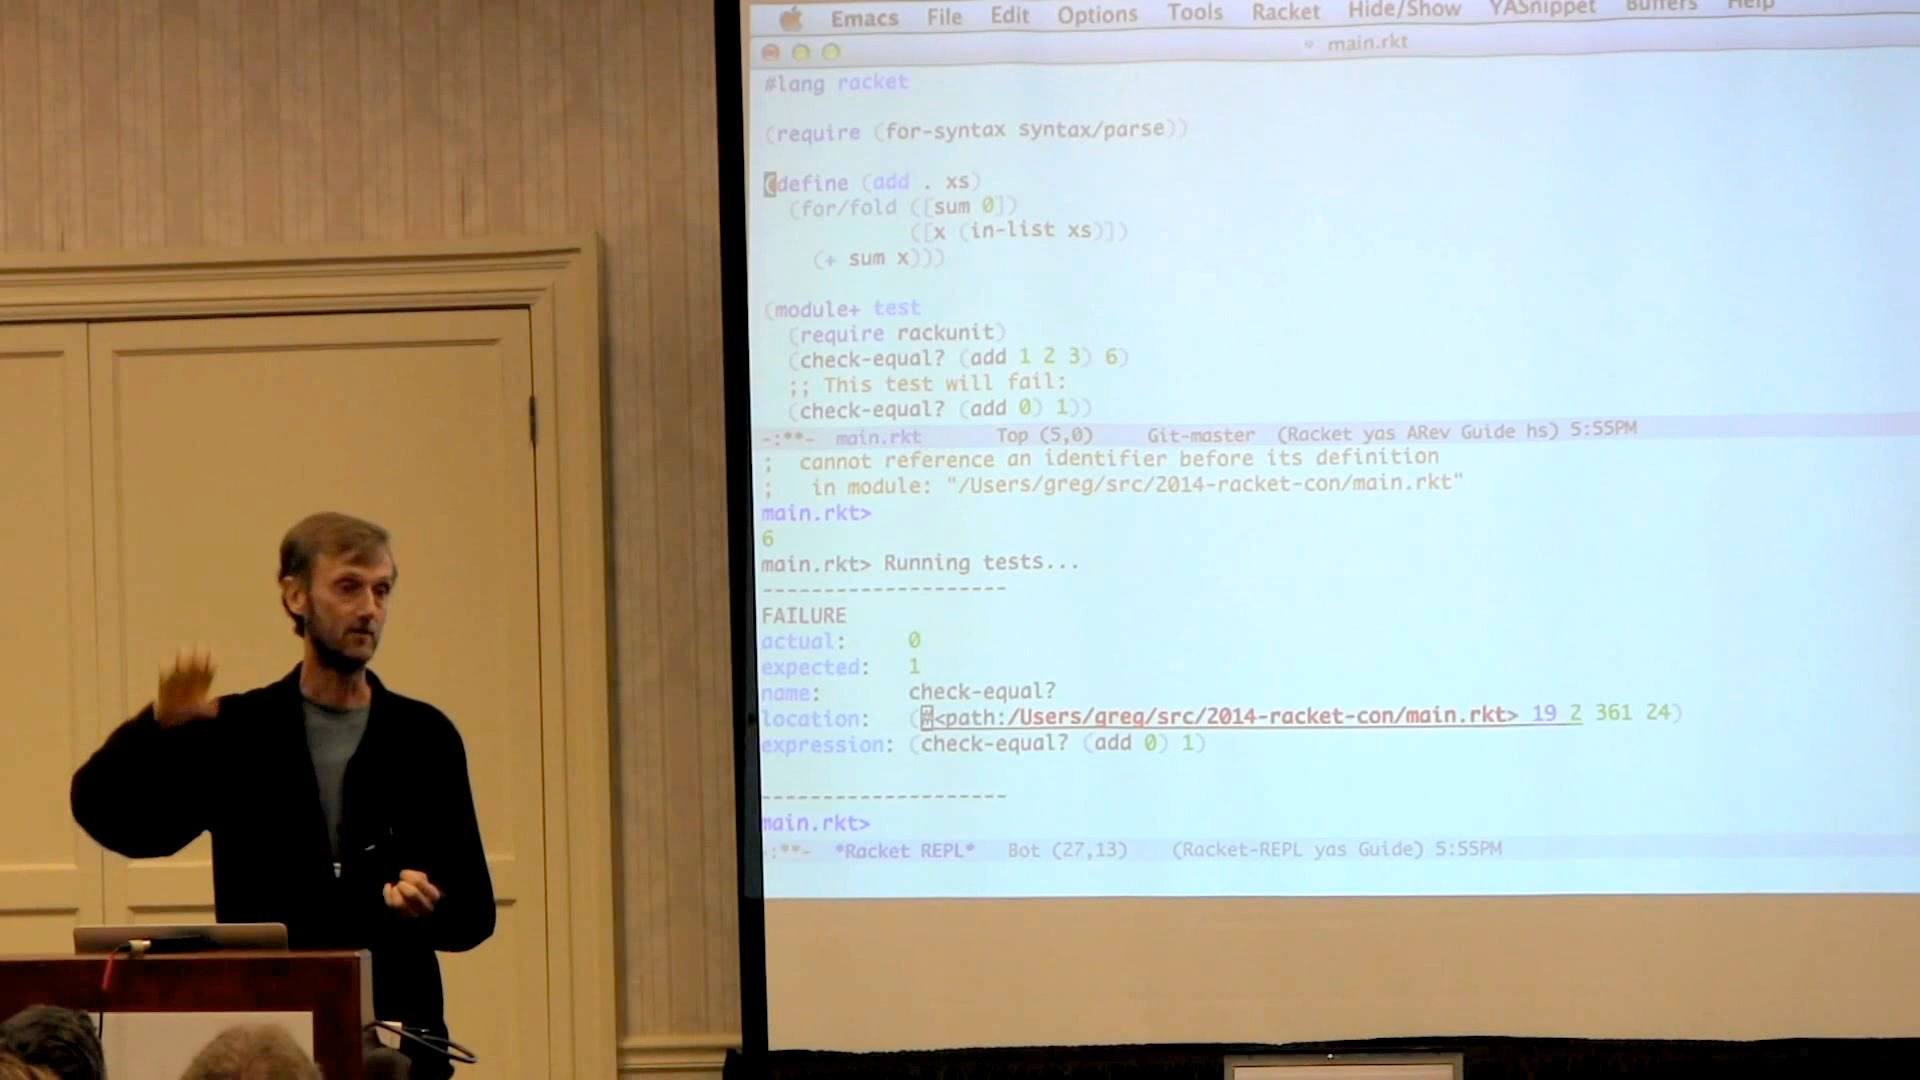 Emacs File Edit Options Tools Racket Hide/Show YASnippet Buffers Help
main.rkt
#lang racket
(require (for-syntax syntax/parse))
(define (add . xs)
(for/fold ([sum 0])
([x (in-list xs)])
(+ sum x)))
(module+ test
(require rackunit)
(check-equal? (add 1 2 3) 6)
;; This test will fail:
(check-equal? (add 0) 1))
-:**- main.rkt Top (5,0) Git-master (Racket yas ARev Guide hs) 5:55PM
; cannot reference an identifier before its definition
; in module: "/Users/greg/src/2014-racket-con/main.rkt"
main.rkt>
6
main.rkt> Running tests...
--------------------
FAILURE
actual: 0
expected: 1
name: check-equal?
location: (#<path:/Users/greg/src/2014-racket-con/main.rkt> 19 2 361 24)
expression: (check-equal? (add 0) 1)
--------------------
main.rkt>
-:**- *Racket REPL* Bot (27,13) (Racket-REPL yas Guide) 5:55PM